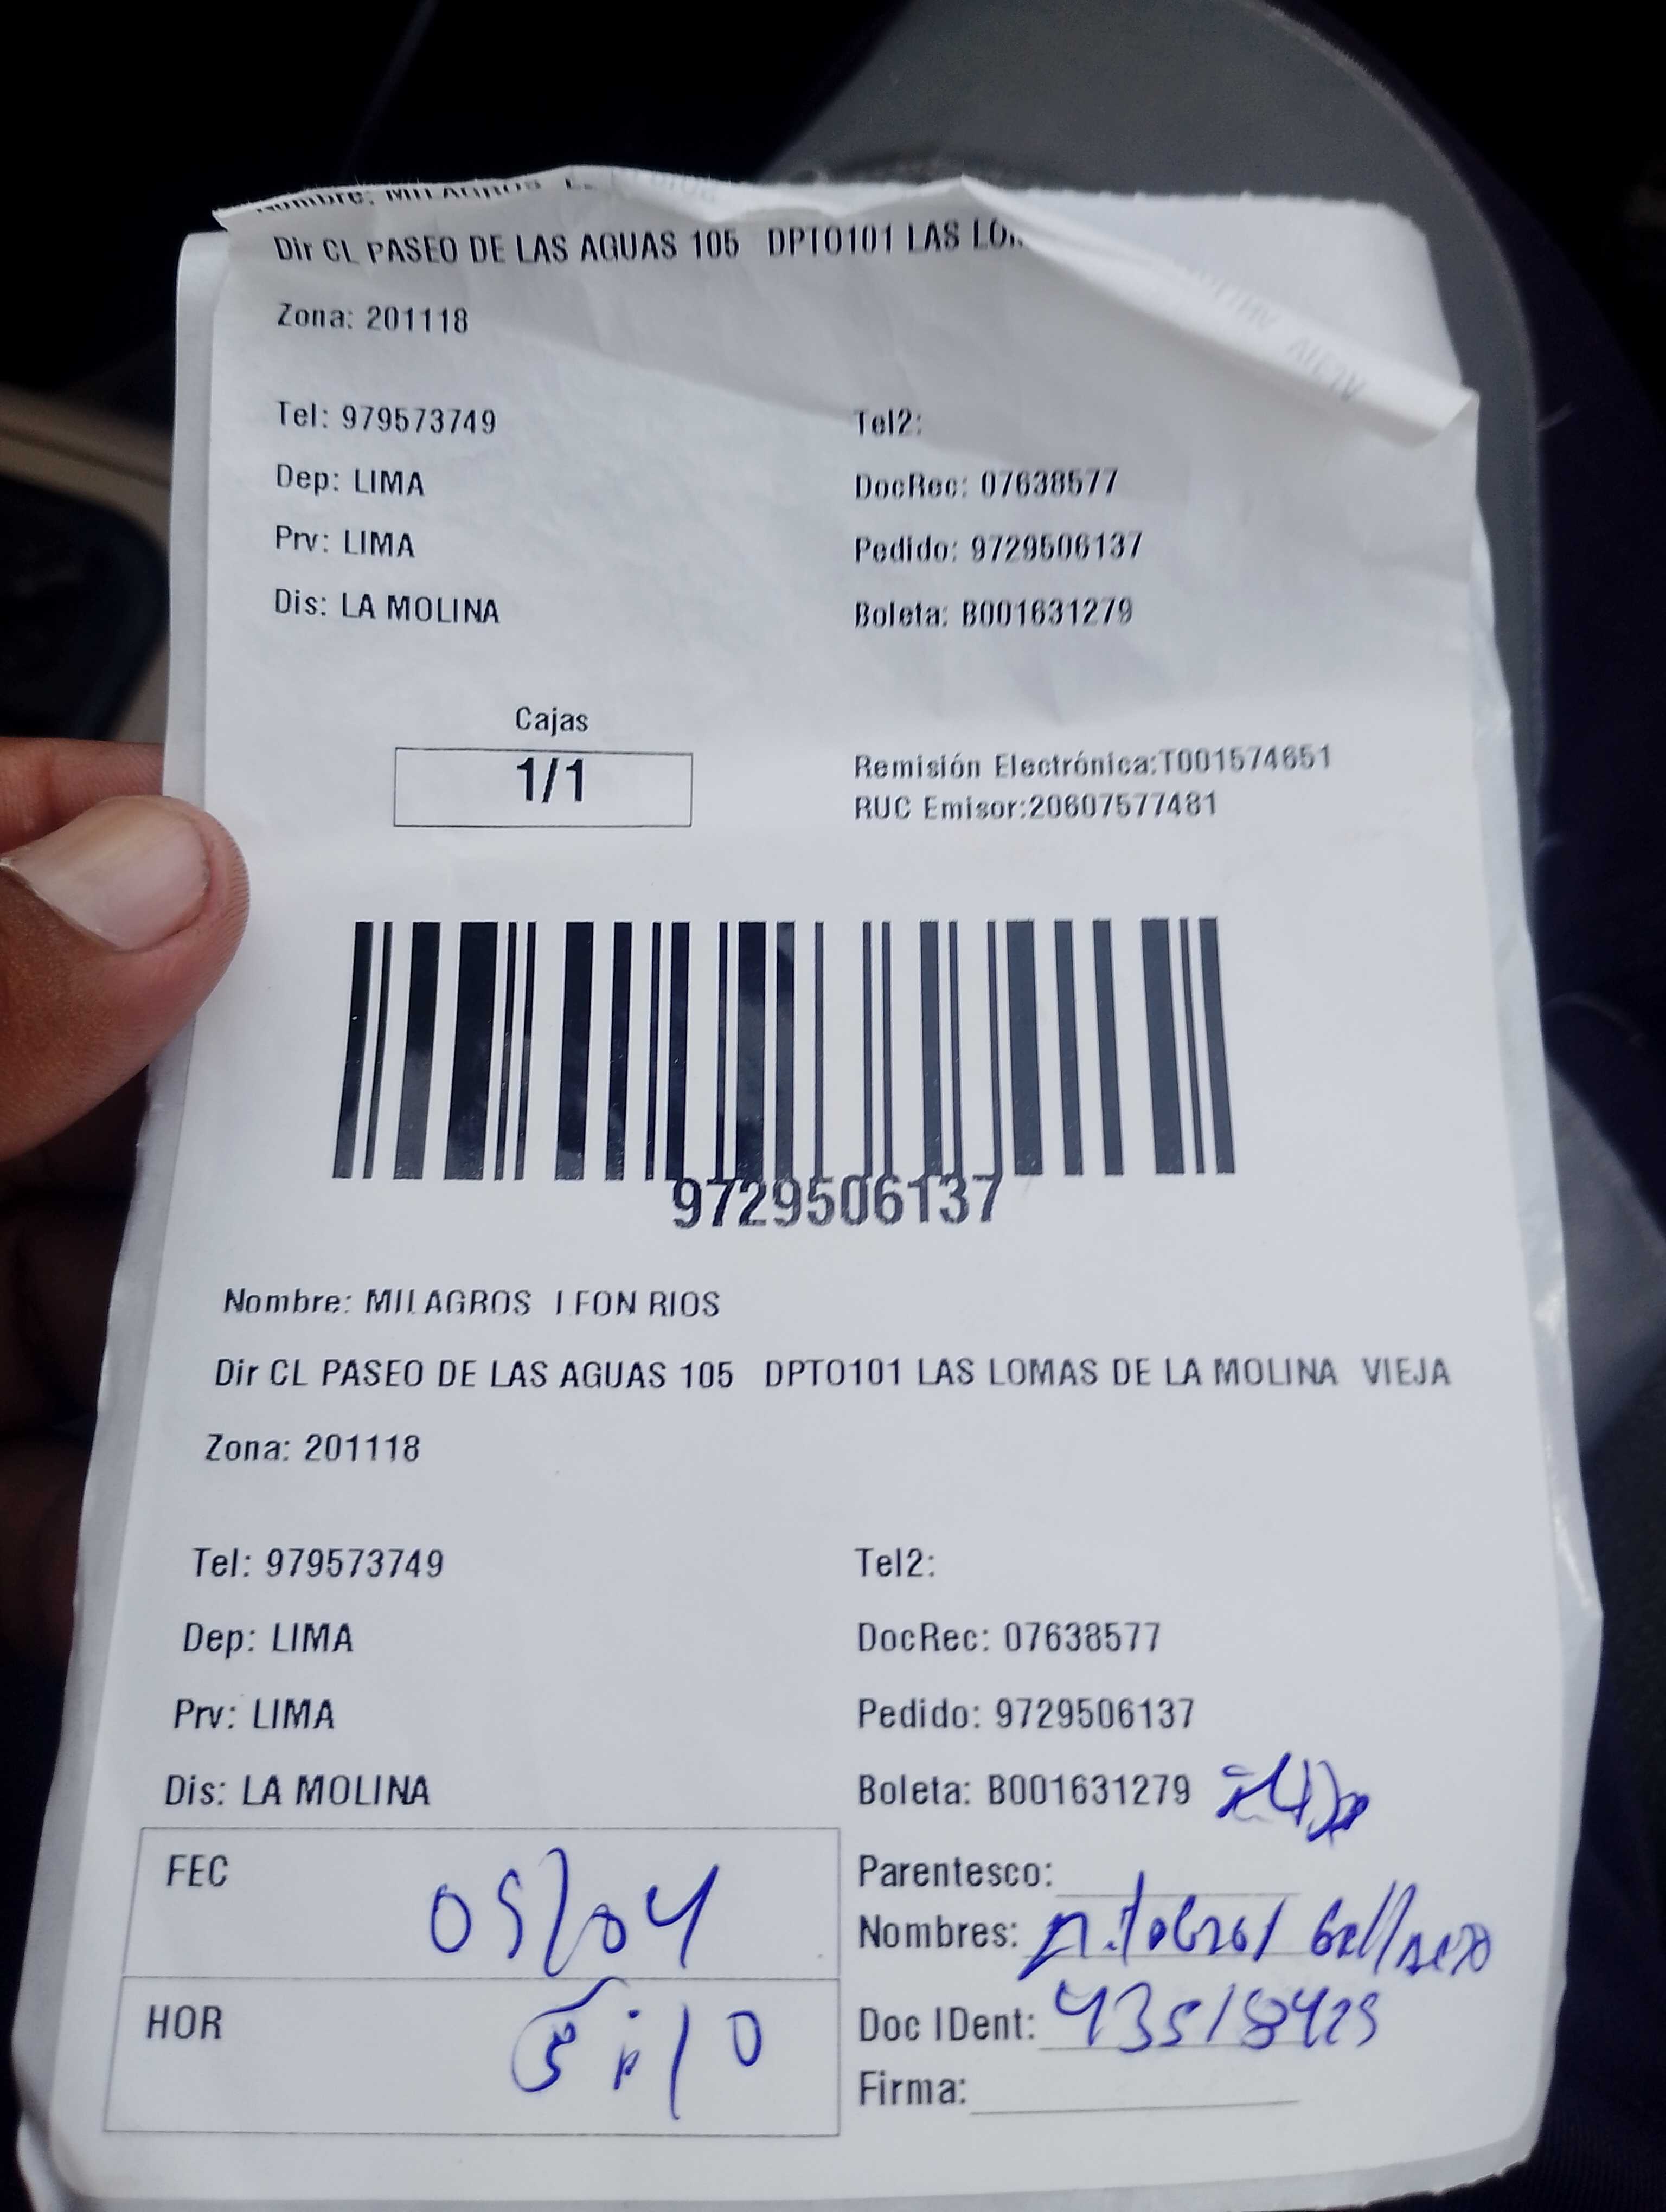 Nombre: MILAGROS
Dir CL PASEO DE LAS AGUAS 105 DPTO101 LAS
Zona: 201118
Tel: 979573749 Tel2:
Dep: LIMA DocRec: 07638577
Prv: LIMA Pedido: 9729506137
Dis: LA MOLINA Boleta: B001631279
Cajas
1/1
Remisión Electrónica:T001574651
RUC Emisor:20607577481
9729506137
Nombre: MILAGROS LEON RIOS
Dir CL PASEO DE LAS AGUAS 105 DPTO101 LAS LOMAS DE LA MOLINA VIEJA
Zona: 201118
Tel: 979573749 Tel2:
Dep: LIMA DocRec: 07638577
Prv: LIMA Pedido: 9729506137
Dis: LA MOLINA Boleta: B001631279
FEC 05/04
Parentesco:
Nombres:
HOR
Doc IDent:
Firma: